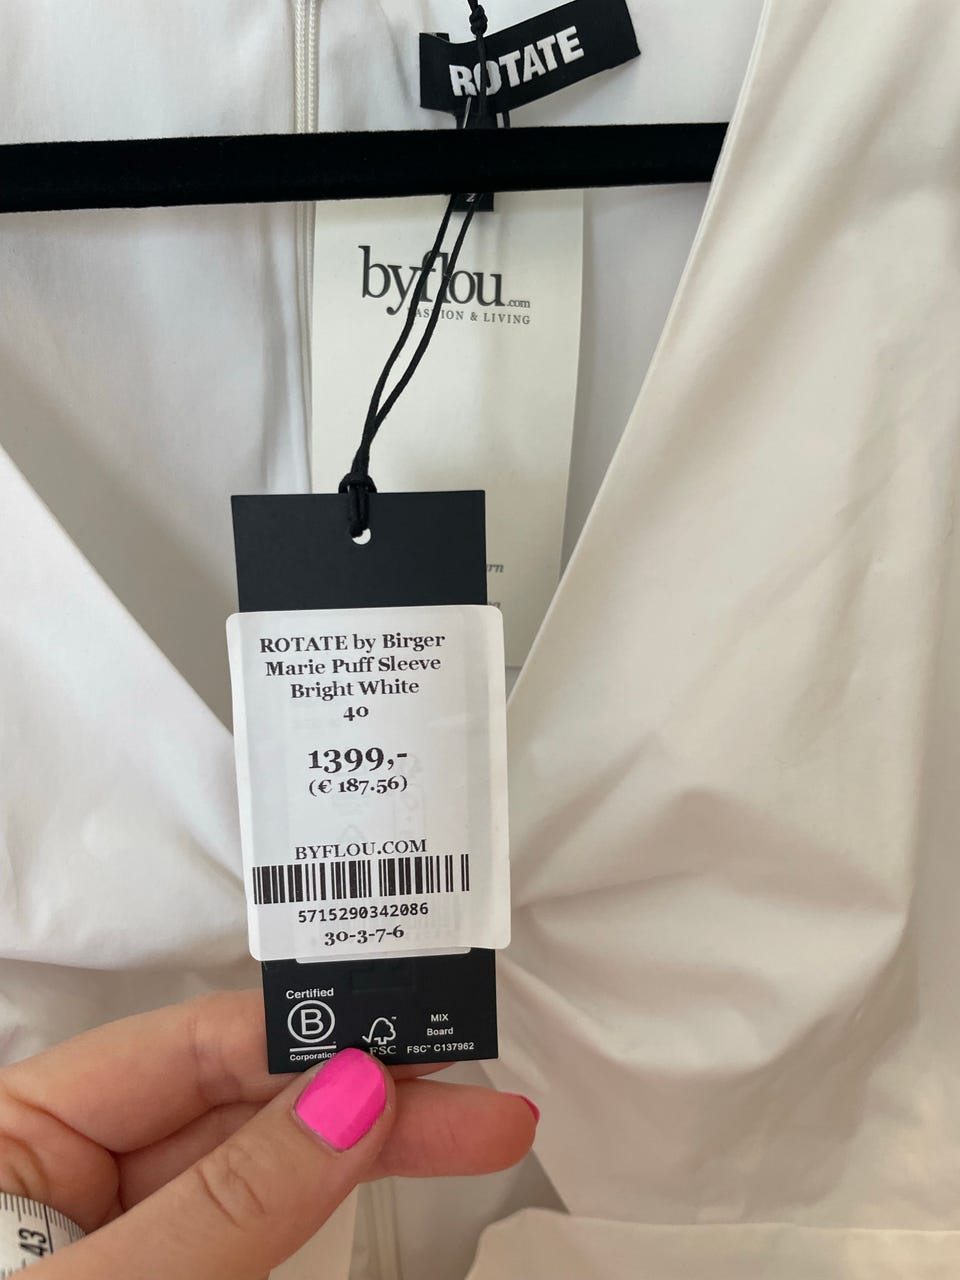 ROTATE
byflou.com
FASHION & LIVING
ROTATE by Birger
Marie Puff Sleeve
Bright White
40
1399,-
(€ 187.56)
BYFLOU.COM
5715290342086
30-3-7-6
Certified
B
Corporation
FSC
MIX
Board
FSC™ C137962
43